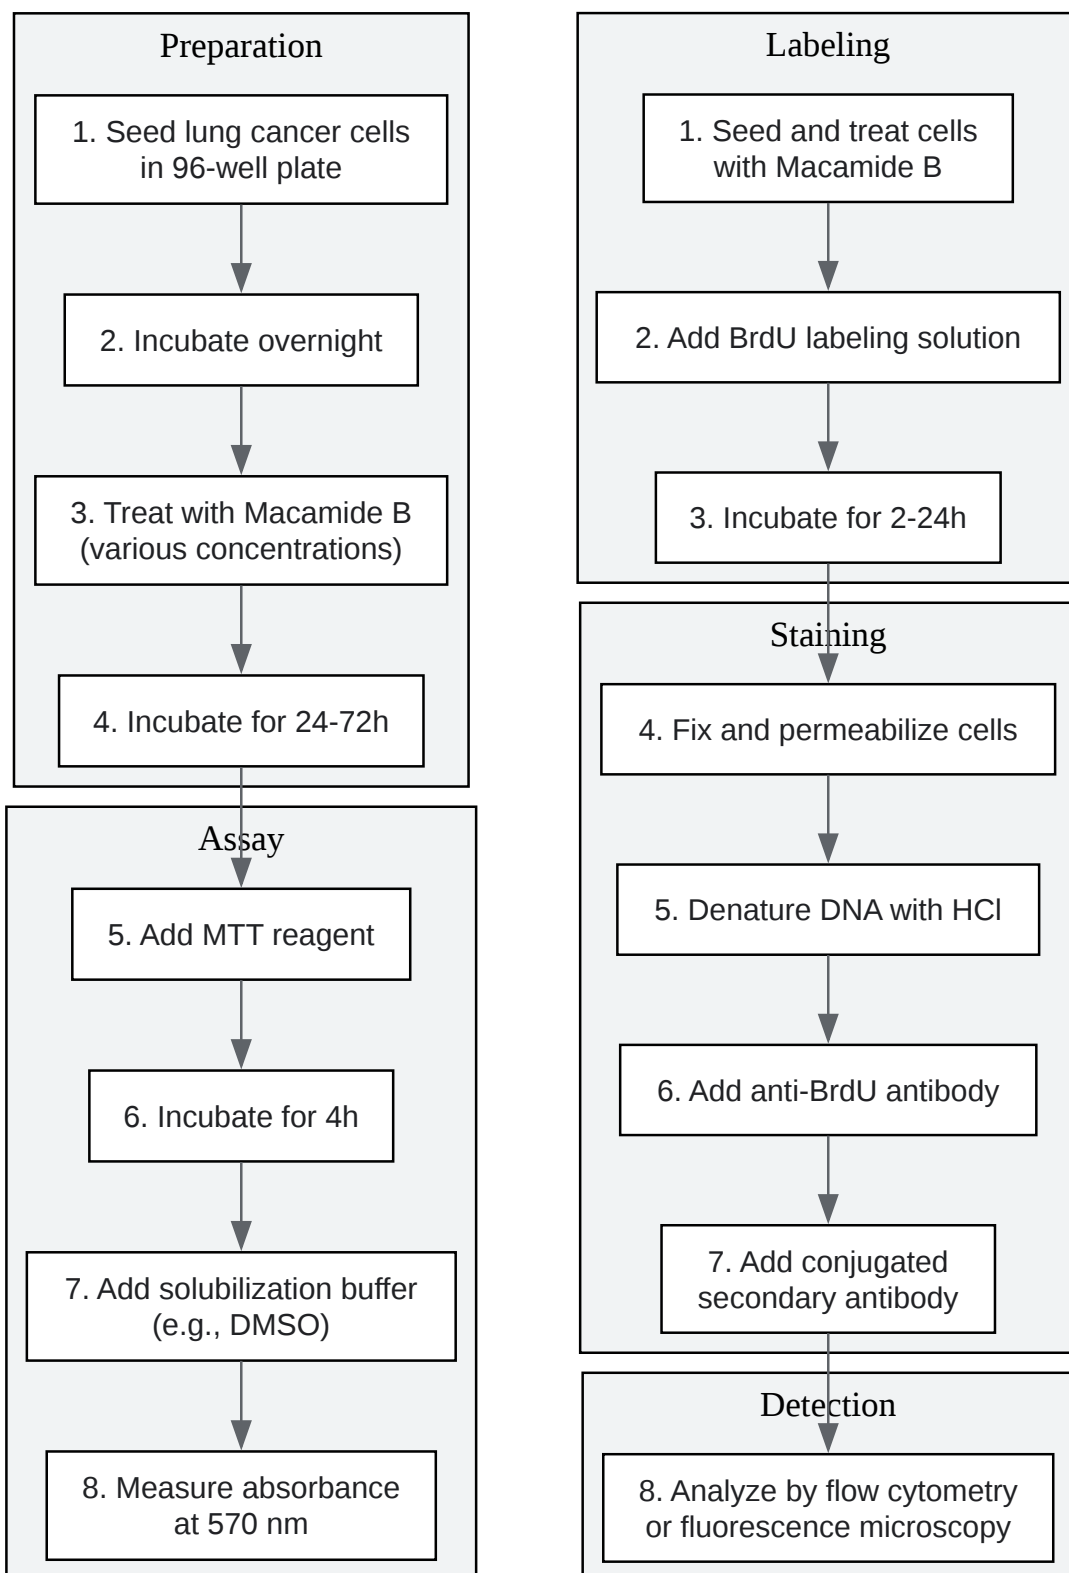 Preparation
1. Seed lung cancer cells
in 96-well plate
2. Incubate overnight
3. Treat with Macamide B
(various concentrations)
4. Incubate for 24-72h
Assay
5. Add MTT reagent
6. Incubate for 4h
7. Add solubilization buffer
(e.g., DMSO)
8. Measure absorbance
at 570 nm
Labeling
1. Seed and treat cells
with Macamide B
2. Add BrdU labeling solution
3. Incubate for 2-24h
Staining
4. Fix and permeabilize cells
5. Denature DNA with HCl
6. Add anti-BrdU antibody
7. Add conjugated
secondary antibody
Detection
8. Analyze by flow cytometry
or fluorescence microscopy